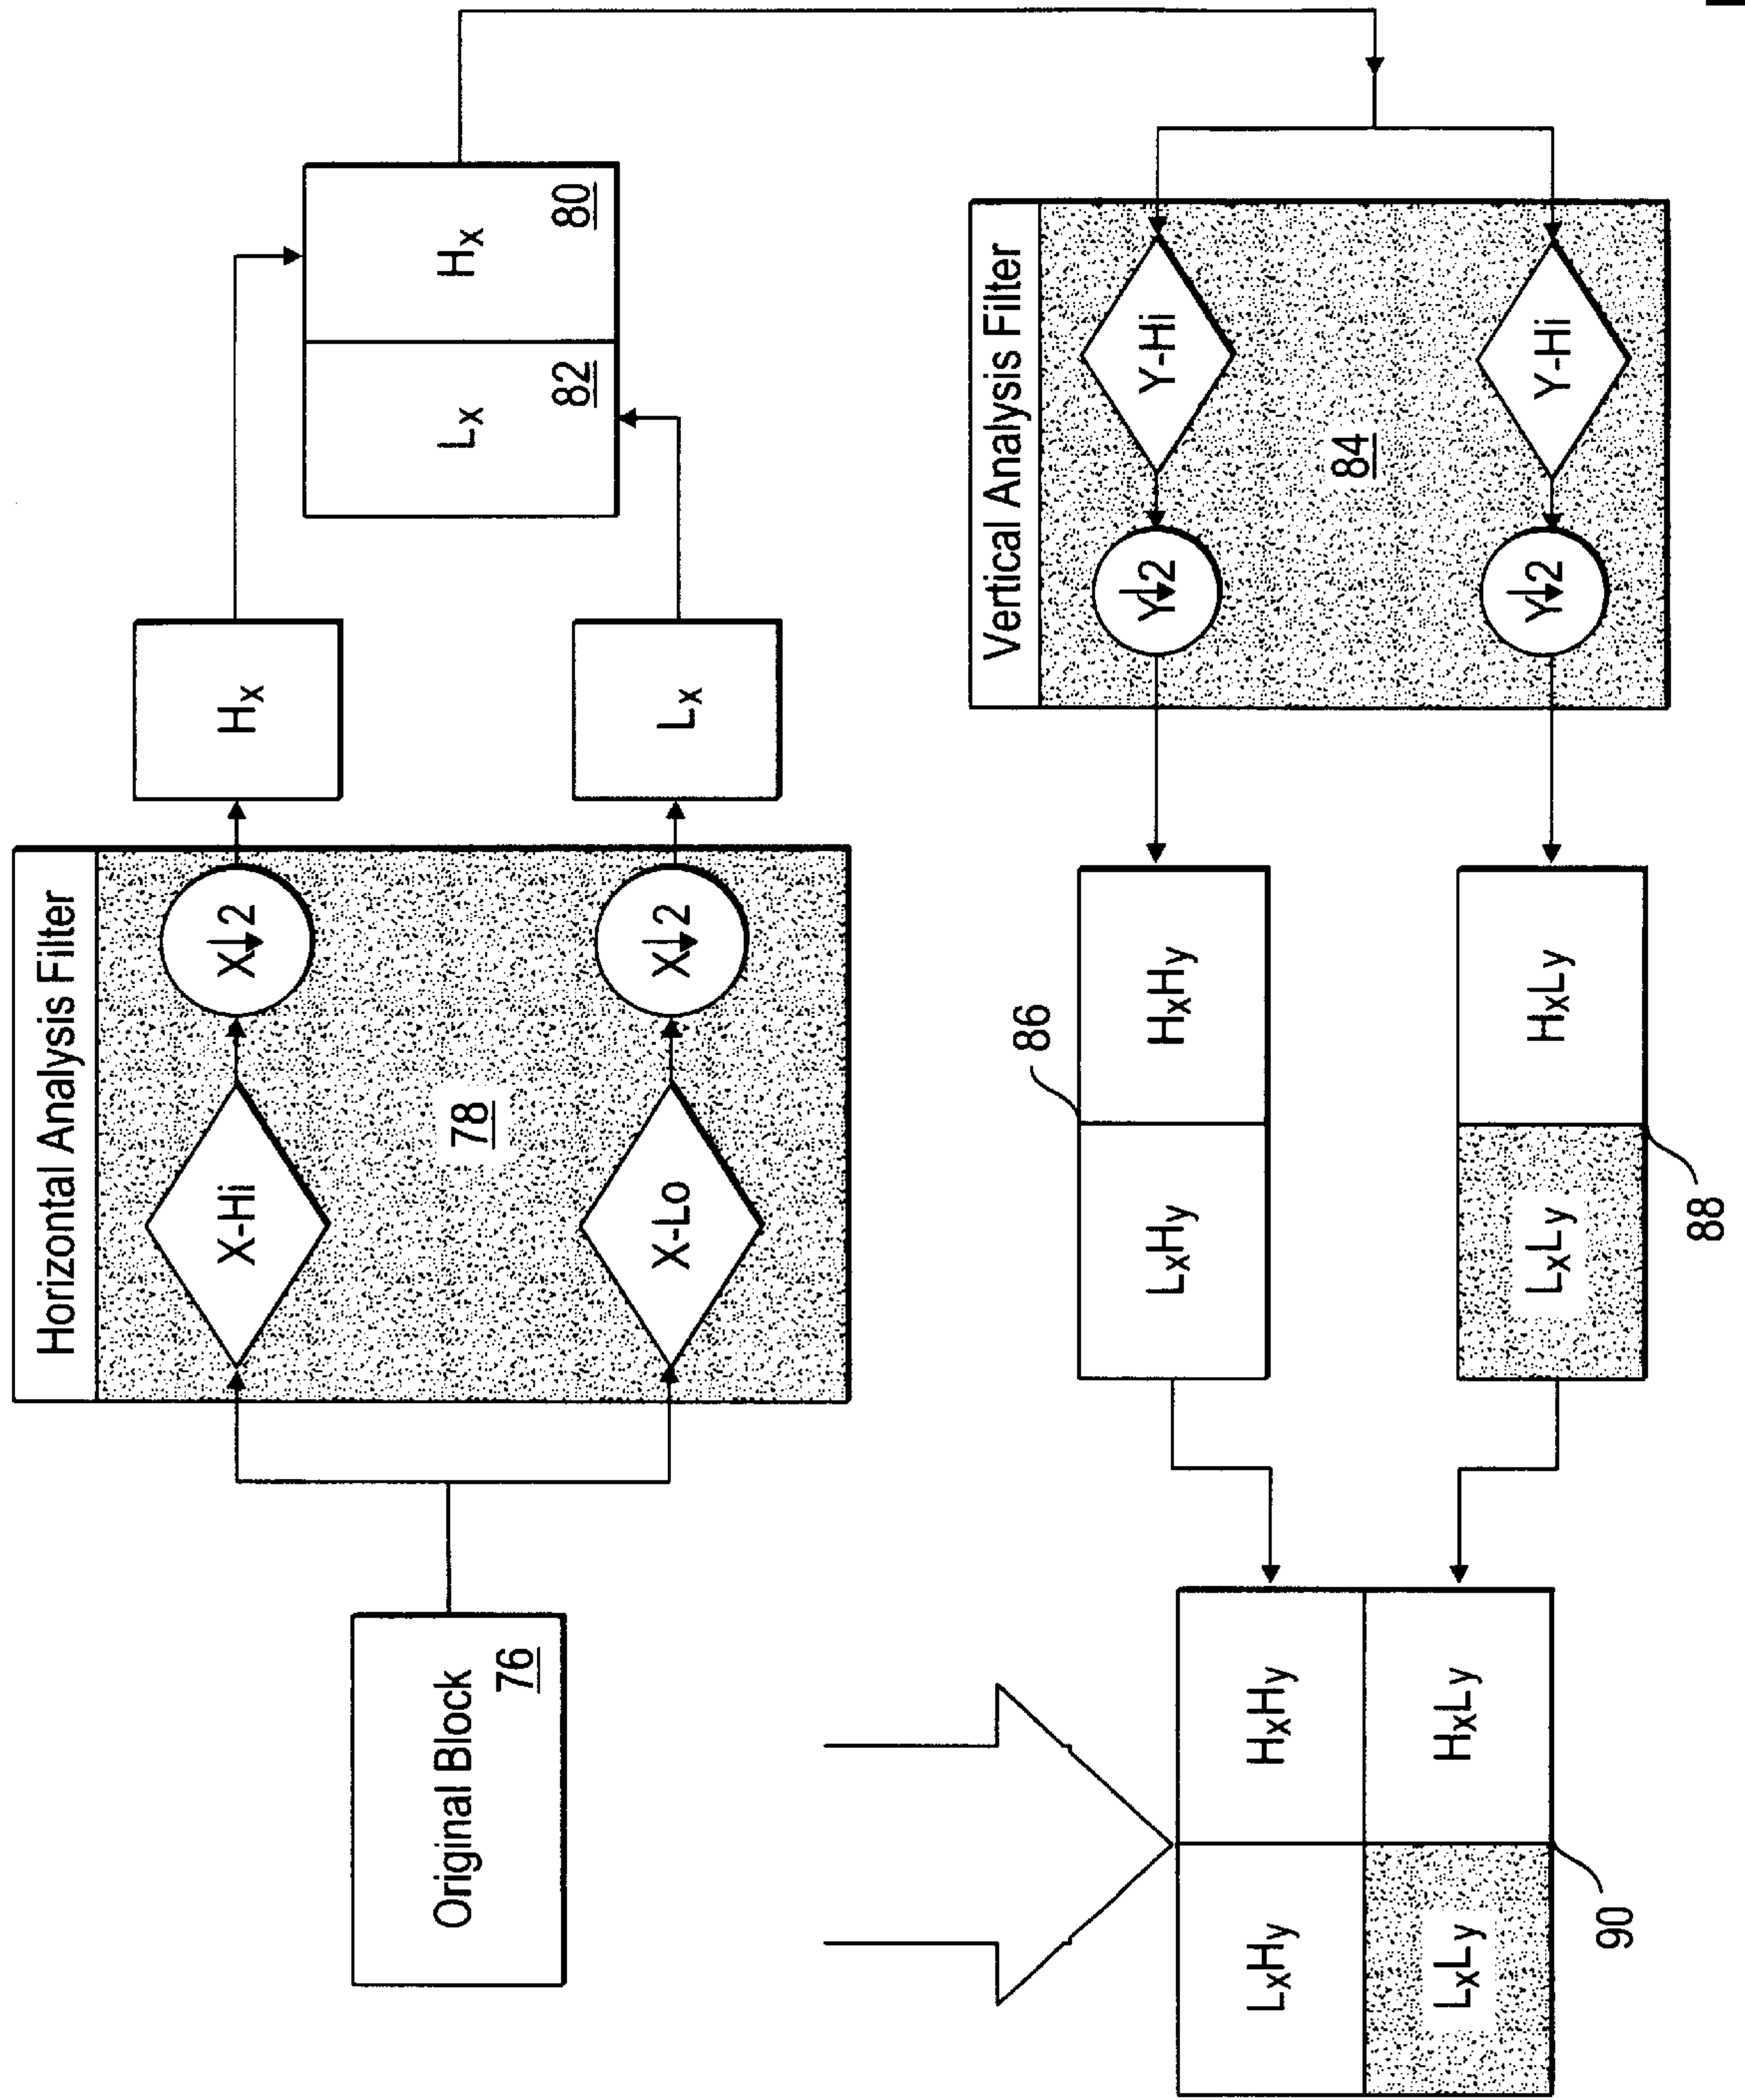 Horizontal Analysis Filter
X-Hi
X↓2
78
X-Lo
X↓2
Original Block
76
Hx
Lx
Lx
82
Hx
80
Vertical Analysis Filter
Y-Hi
Y↓2
84
Y-Hi
Y↓2
86
LxHy
HxHy
LxLy
HxLy
88
LxHy
HxHy
LxLy
HxLy
90